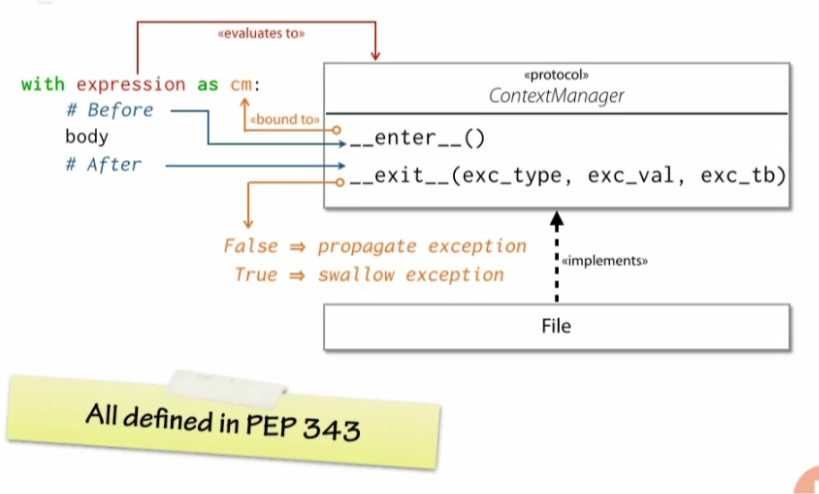 «evaluates to»
«protocol»
ContextManager
with expression as cm:
# Before
«bound to»
__enter__()
body
# After
__exit__(exc_type, exc_val, exc_tb)
False ⇒ propagate exception
True ⇒ swallow exception
«implements»
File
All defined in PEP 343